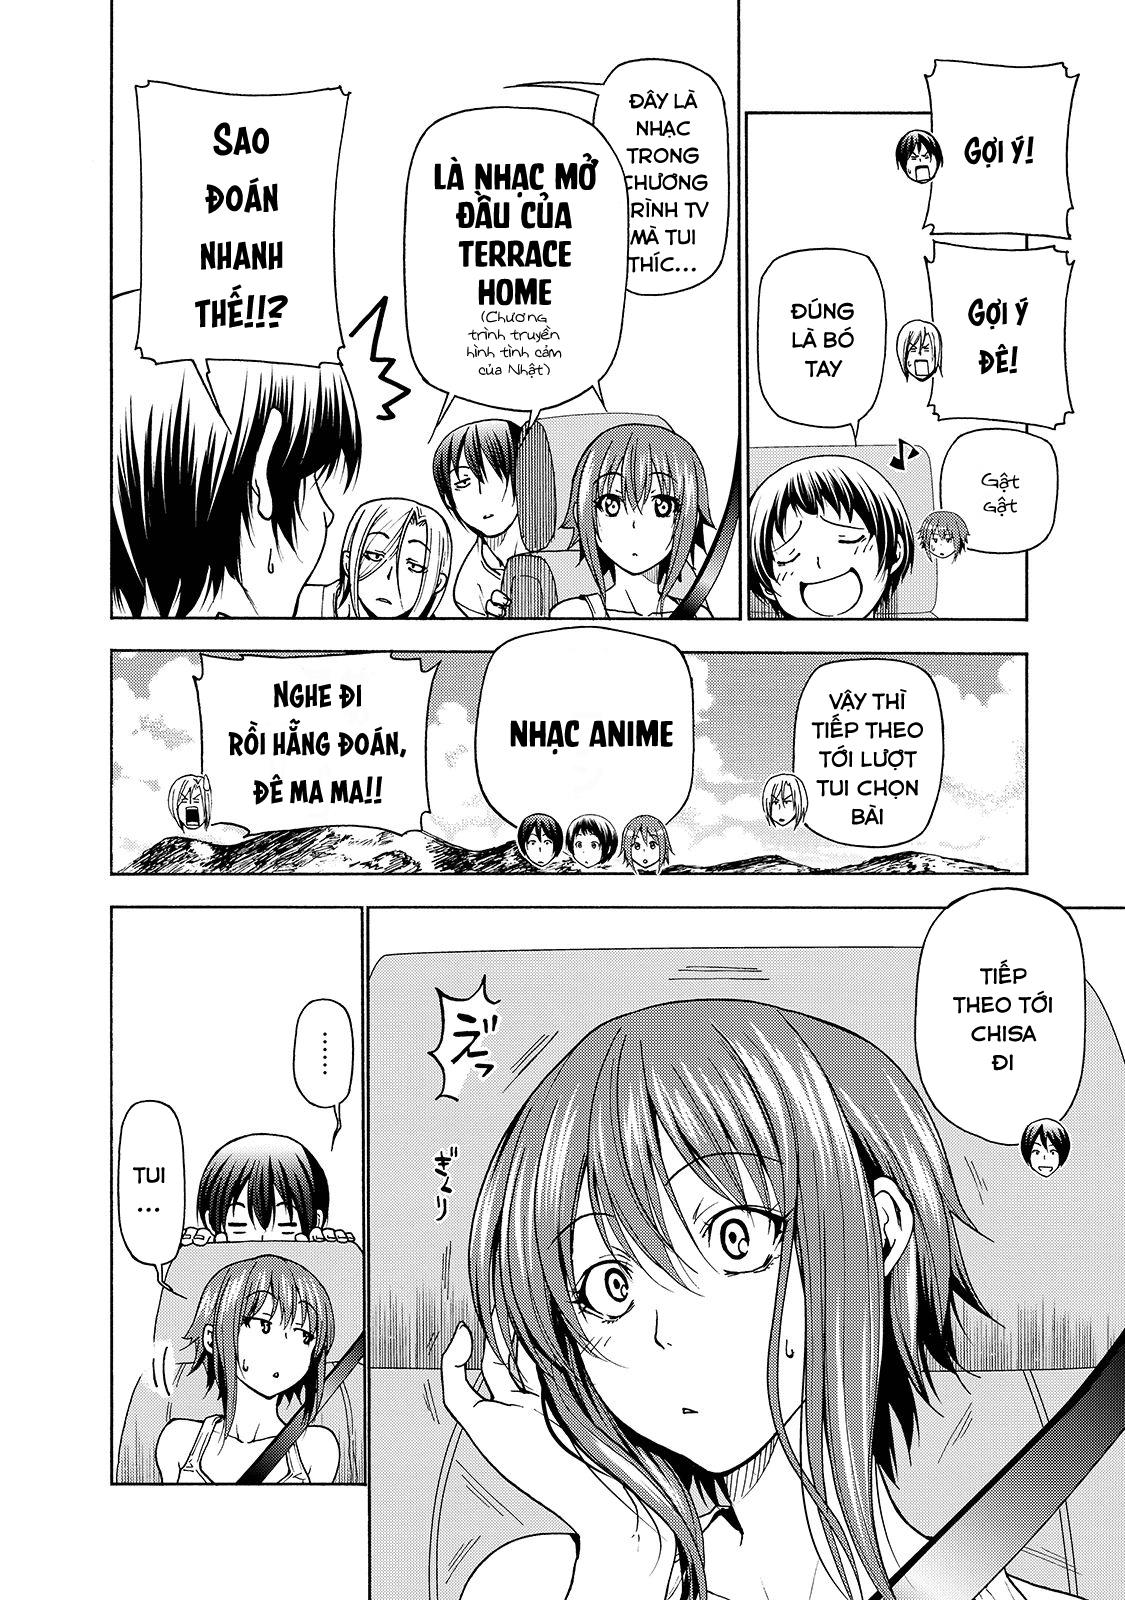 GỢI Ý!
GỢI Ý
ĐÊ!
GẬT
GẬT
ĐÚNG
LÀ BÓ
TAY
ĐÂY LÀ
NHẠC
TRONG
CHƯƠNG
RÌNH TV
MÀ TUI
THÍC...
LÀ NHẠC MỞ
ĐẦU CỦA
TERRACE
HOME
(Chương
trình truyền
hình tình cảm
của Nhật)
SAO
ĐOÁN
NHANH
THẾ!!?
VẬY THÌ
TIẾP THEO
TỚI LƯỢT
TUI CHỌN
BÀI
NHẠC ANIME
NGHE ĐI
RỒI HẴNG ĐOÁN,
ĐÊ MA MA!!
TIẾP
THEO TỚI
CHISA
ĐI
えっ
ぎくり
......
TUI
...